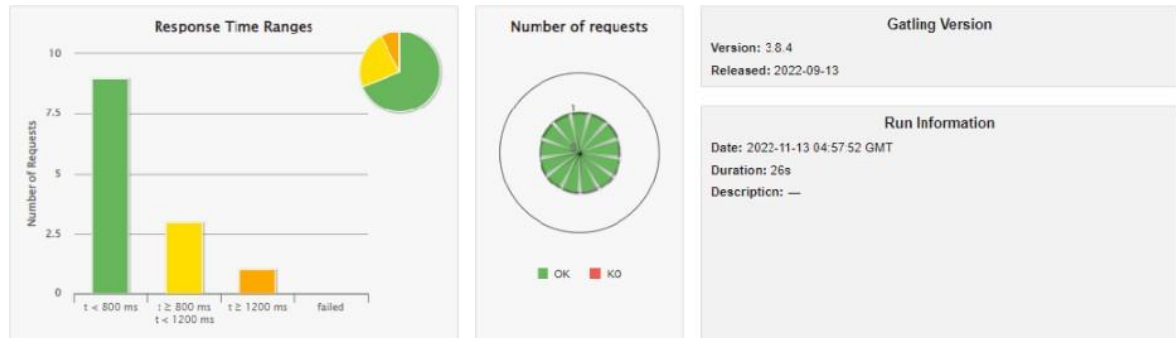 Response Time Ranges
10
7.5
5
2.5
0
Number of Requests
t < 800 ms
t ≥ 800 ms
t < 1200 ms
t ≥ 1200 ms
failed
Number of requests
1
0
OK
KO
Gatling Version
Version: 3.8.4
Released: 2022-09-13
Run Information
Date: 2022-11-13 04:57:52 GMT
Duration: 26s
Description: —